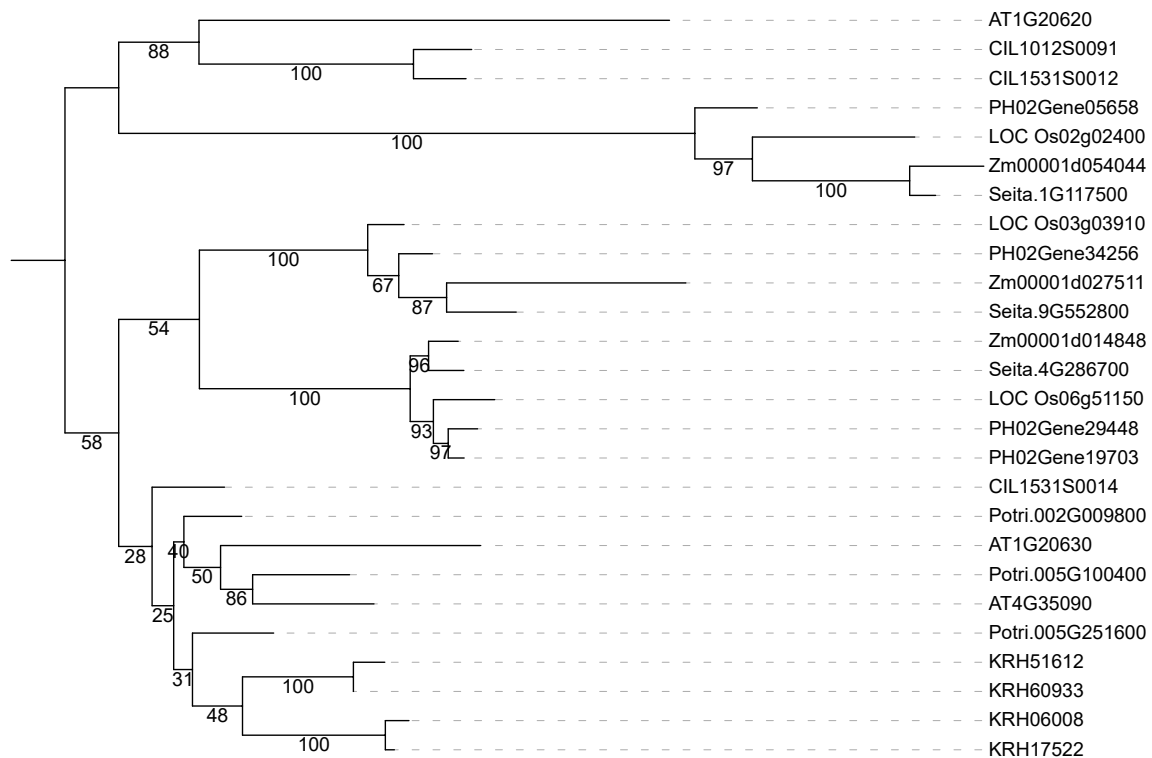 AT1G20620
88
CIL1012S0091
100
CIL1531S0012
PH02Gene05658
100
LOC Os02g02400
97
Zm00001d054044
100
Seita.1G117500
LOC Os03g03910
100
PH02Gene34256
67
Zm00001d027511
87
Seita.9G552800
54
Zm00001d014848
96
Seita.4G286700
100
LOC Os06g51150
93
PH02Gene29448
58
97
PH02Gene19703
CIL1531S0014
Potri.002G009800
AT1G20630
28
40
50
Potri.005G100400
86
AT4G35090
25
Potri.005G251600
KRH51612
31
100
KRH60933
48
KRH06008
100
KRH17522